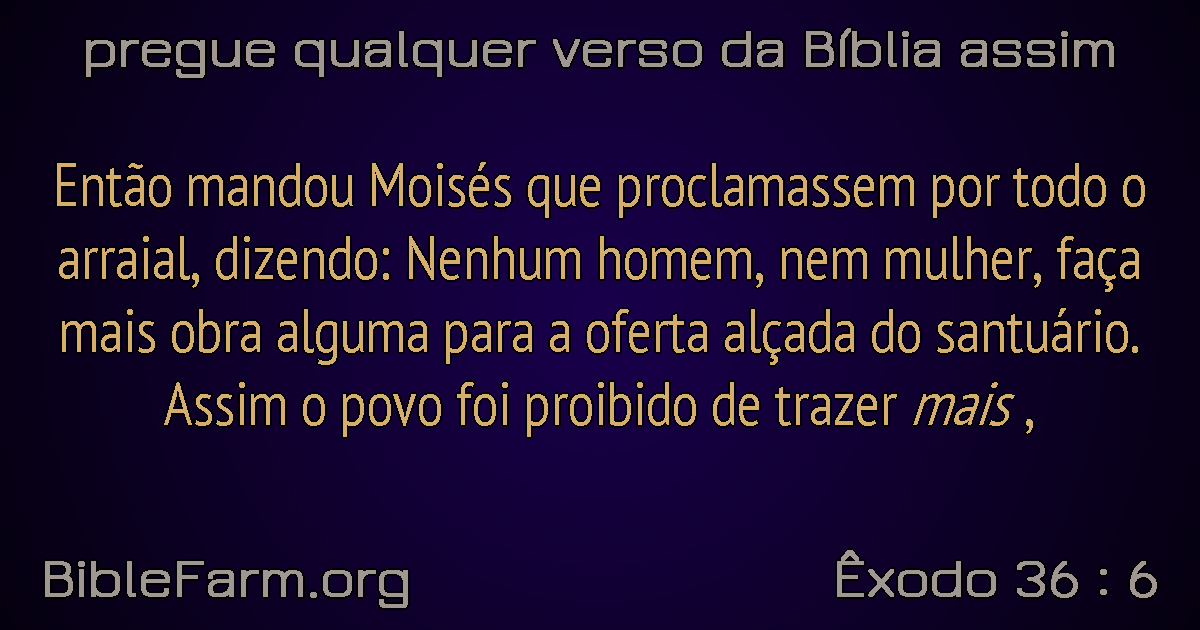 pregue qualquer verso da Bíblia assim
Então mandou Moisés que proclamassem por todo o
arraial, dizendo: Nenhum homem, nem mulher, faça
mais obra alguma para a oferta alçada do santuário.
Assim o povo foi proibido de trazer mais ,
BibleFarm.org
Êxodo 36 : 6